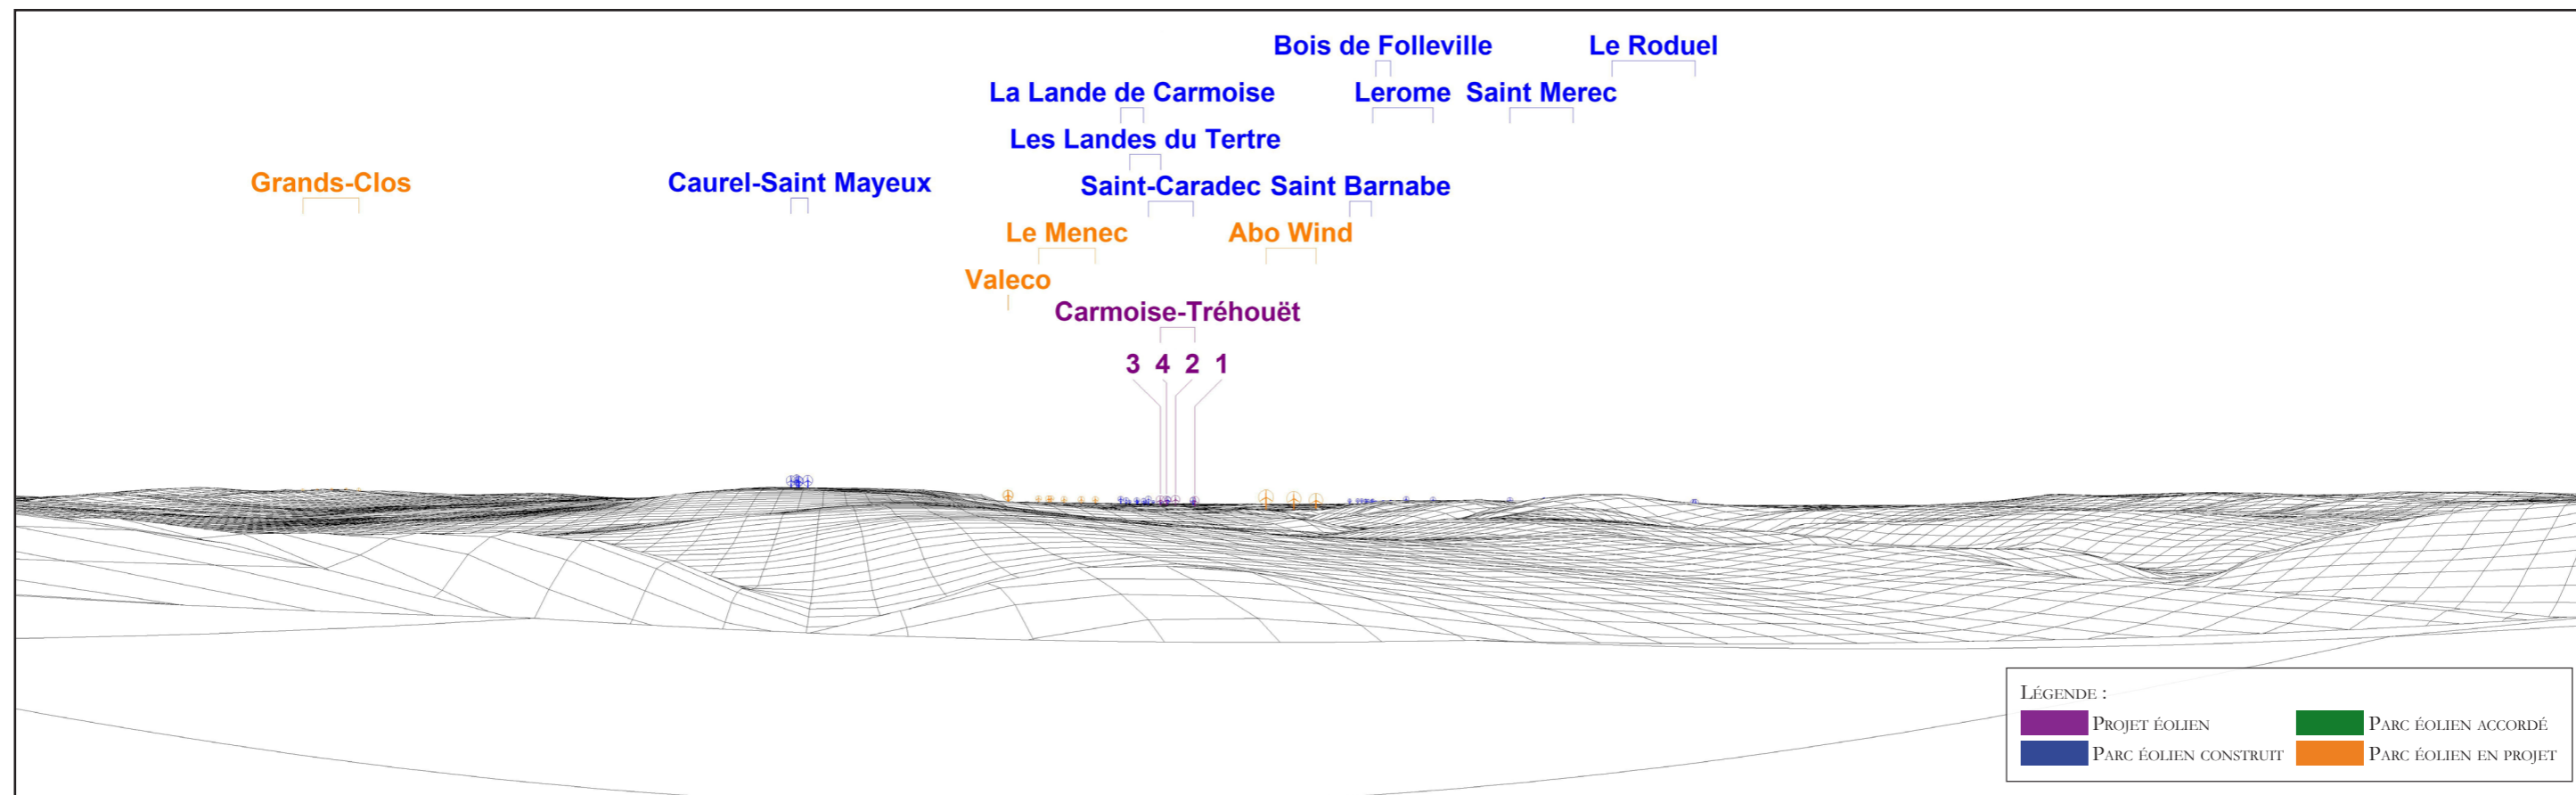 Bois de Folleville Le Roduel
La Lande de Carmoise Lerome Saint Merec
Les Landes du Tertre
Grands-Clos Caurel-Saint Mayeux Saint-Caradec Saint Barnabe
Le Menec Abo Wind
Valeco
Carmoise-Tréhouët
3 4 2 1
Légende :
Projet éolien Parc éolien accordé
Parc éolien construit Parc éolien en projet